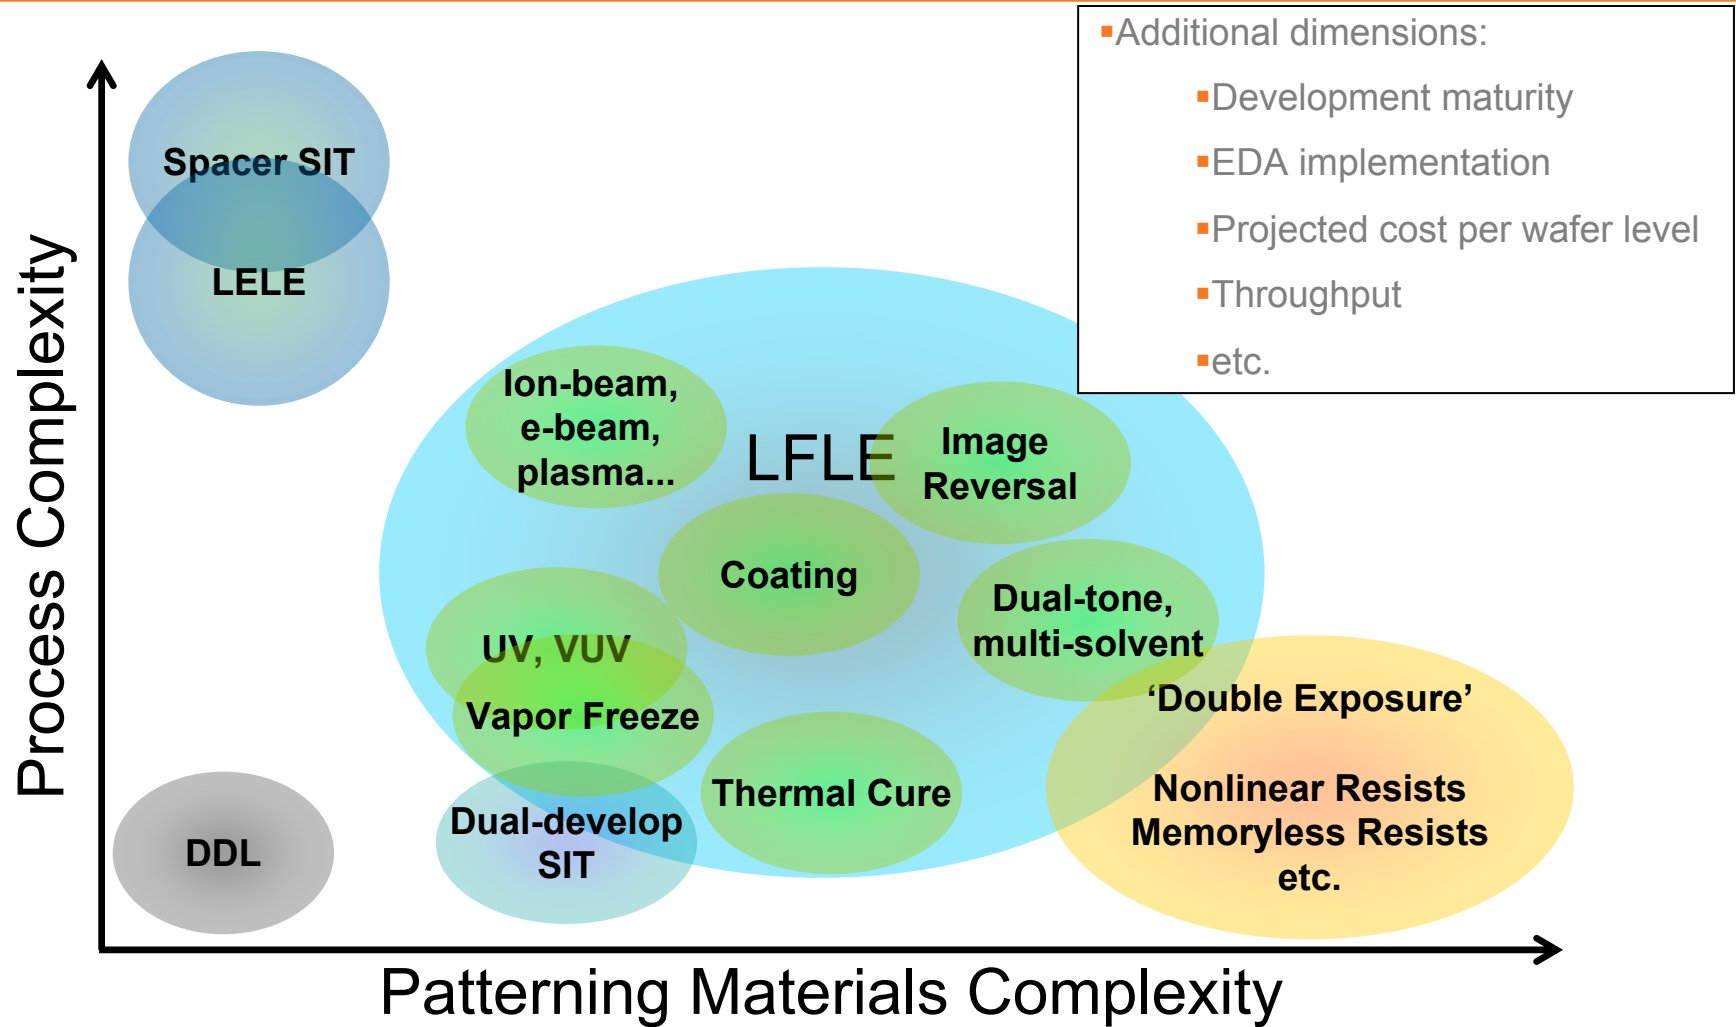 ▪Additional dimensions:
▪Development maturity
▪EDA implementation
▪Projected cost per wafer level
▪Throughput
▪etc.
Process Complexity
Spacer SIT
LELE
Ion-beam,
e-beam,
plasma...
LFLE
Image
Reversal
Coating
Dual-tone,
multi-solvent
UV, VUV
Vapor Freeze
‘Double Exposure’
Nonlinear Resists
Memoryless Resists
etc.
Thermal Cure
Dual-develop
SIT
DDL
Patterning Materials Complexity